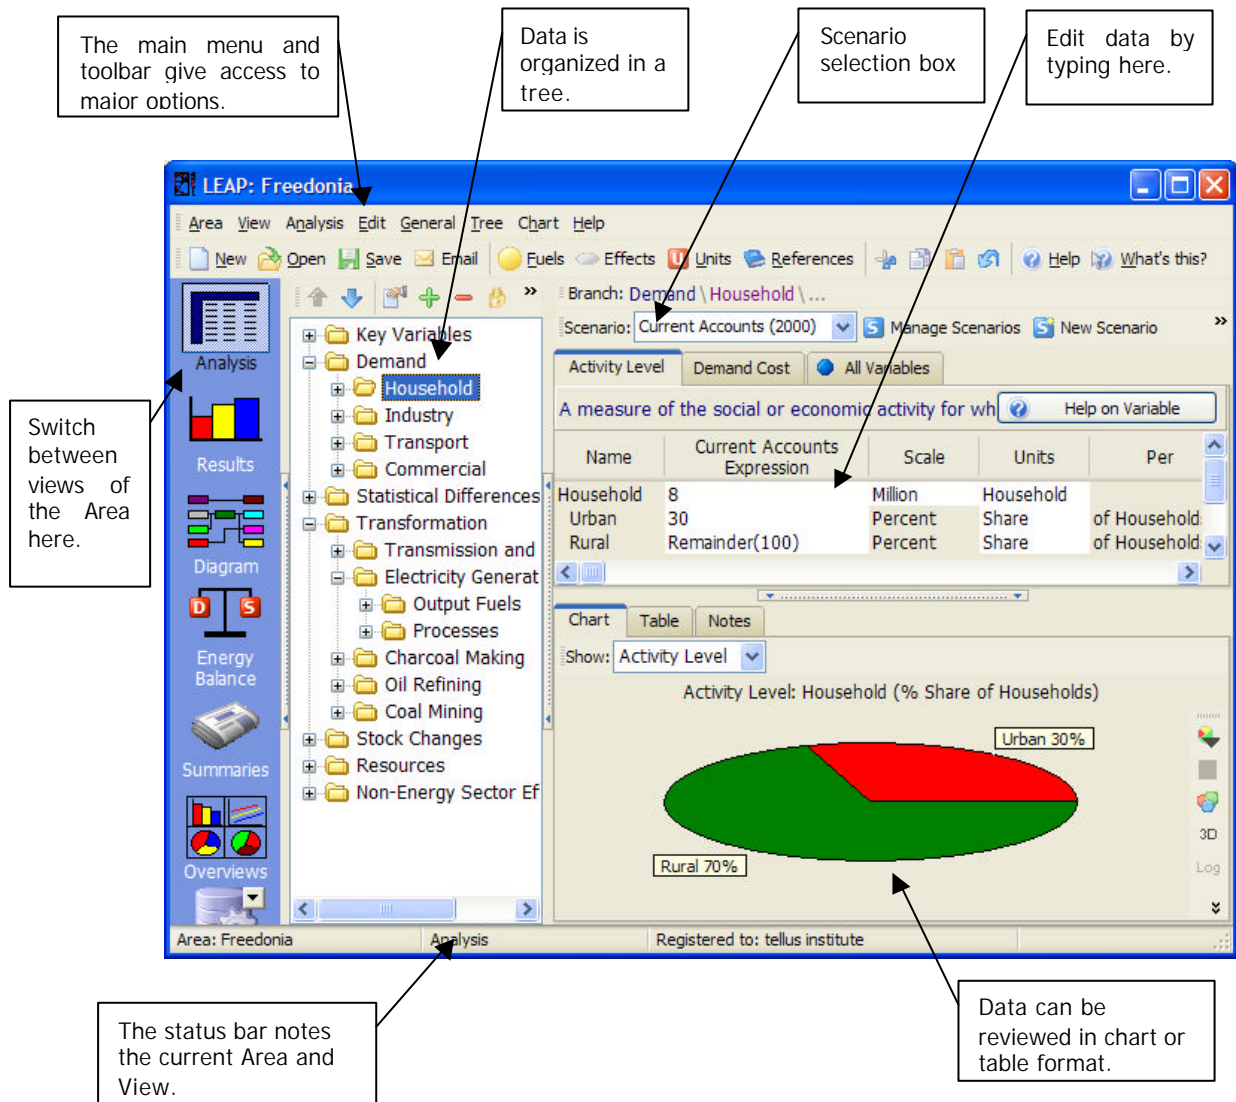 The main menu and
toolbar give access to
major options.
Data is
organized in a
tree.
Scenario
selection box
Edit data by
typing here.
LEAP: Freedonia
Area View Analysis Edit General Tree Chart Help
New Open Save Email Fuels Effects Units References Help What's this?
Analysis
Results
Diagram
Energy
Balance
Summaries
Overviews
Switch
between
views of
the Area
here.
Key Variables
Demand
Household
Industry
Transport
Commercial
Statistical Differences
Transformation
Transmission and
Electricity Generat
Output Fuels
Processes
Charcoal Making
Oil Refining
Coal Mining
Stock Changes
Resources
Non-Energy Sector Ef
Branch: Demand\Household\...
Scenario: Current Accounts (2000) S Manage Scenarios S New Scenario
Activity Level Demand Cost All Variables
A measure of the social or economic activity for wh Help on Variable
Name Current Accounts Expression Scale Units Per
Household 8 Million Household
Urban 30 Percent Share of Household
Rural Remainder(100) Percent Share of Household
Chart Table Notes
Show: Activity Level
Activity Level: Household (% Share of Households)
Urban 30%
Rural 70%
3D
Log
D S
U
Area: Freedonia Analysis Registered to: tellus institute
The status bar notes
the current Area and
View.
Data can be
reviewed in chart or
table format.